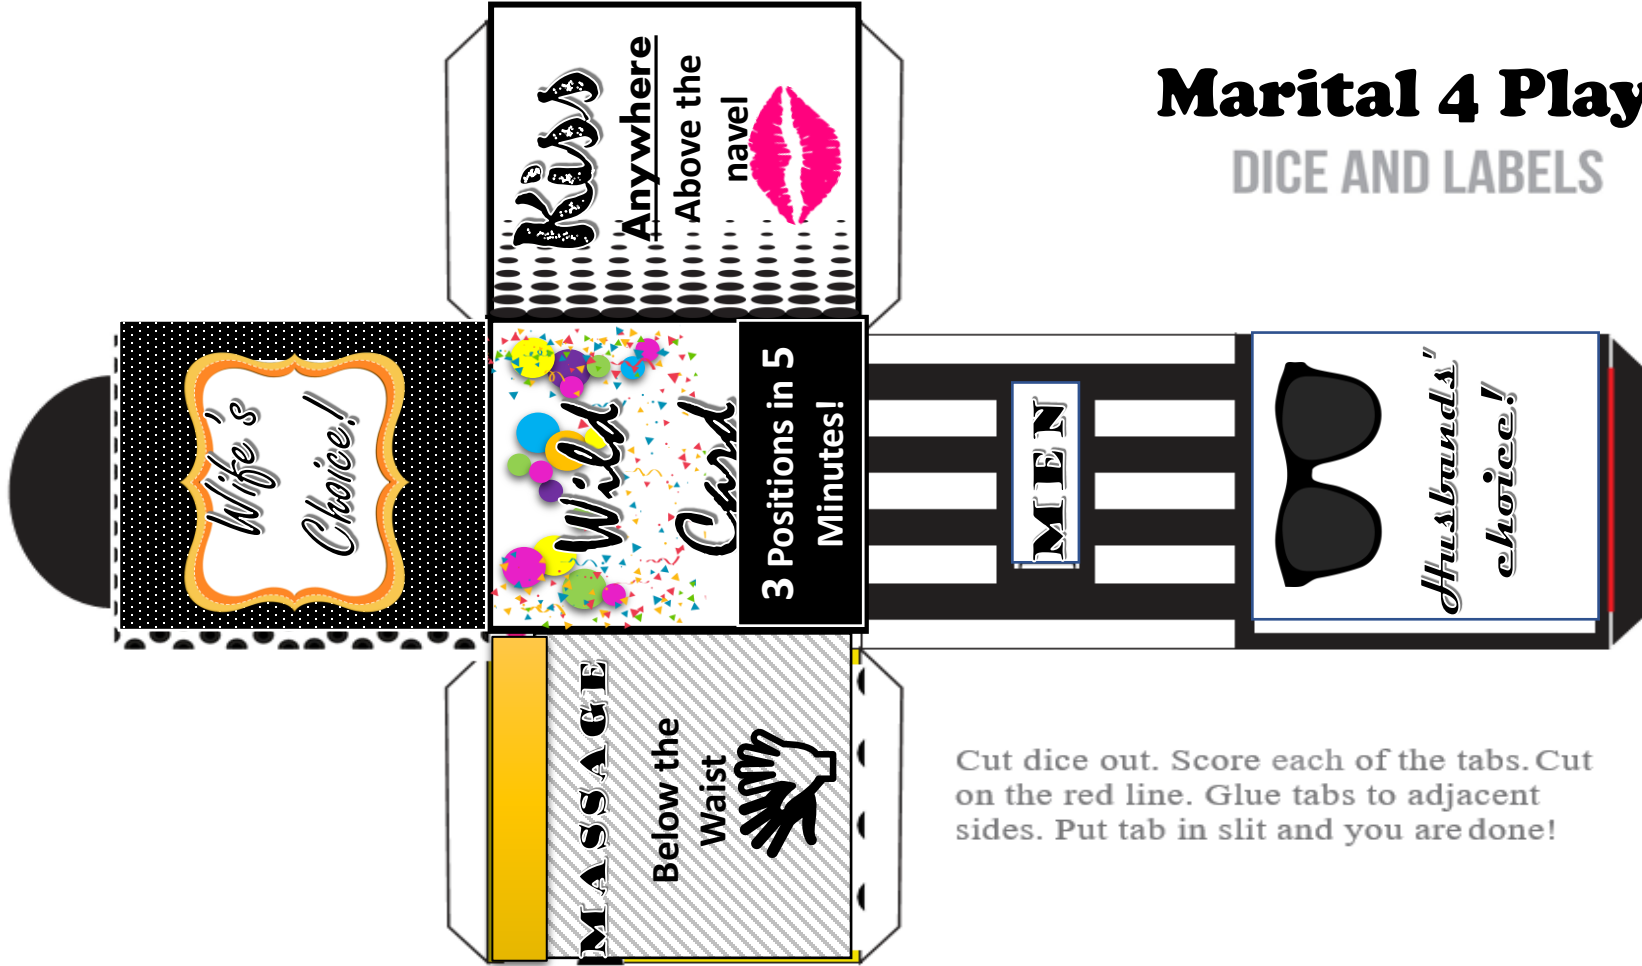 Marital 4 Play
DICE AND LABELS
Kiss
Anywhere
Above the
navel
Wife's
Choice!
Wild
Card
3 Positions in 5
Minutes!
MEN
Husbands'
choice!
MASSAGE
Below the
Waist
Cut dice out. Score each of the tabs. Cut
on the red line. Glue tabs to adjacent
sides. Put tab in slit and you are done!